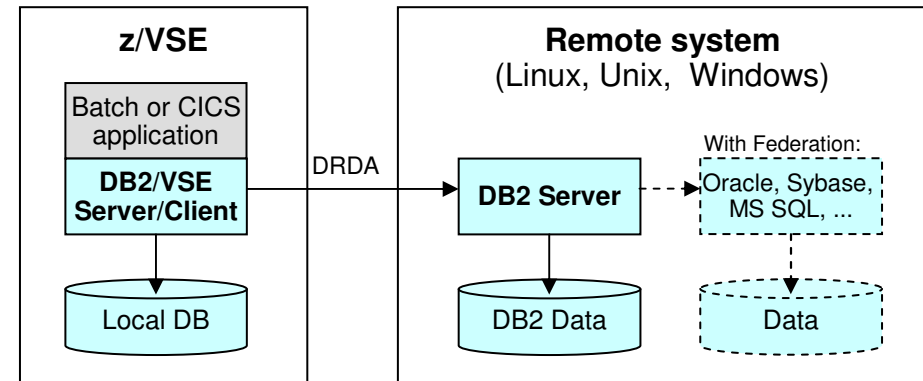 z/VSE
Batch or CICS
application
DB2/VSE
Server/Client
Local DB
DRDA
Remote system
(Linux, Unix, Windows)
DB2 Server
DB2 Data
With Federation:
Oracle, Sybase,
MS SQL, ...
Data